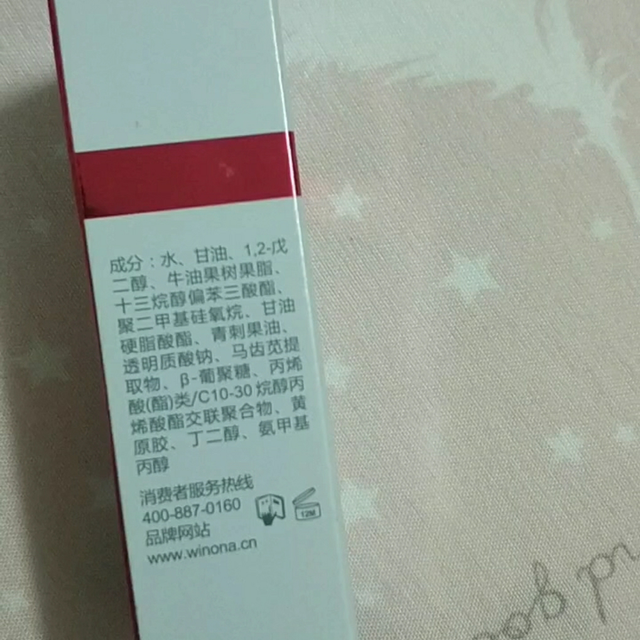 成分：水、甘油、1,2-戊
二醇、牛油果树果脂、
十三烷醇偏苯三酸酯、
聚二甲基硅氧烷、甘油
硬脂酸酯、青刺果油、
透明质酸钠、马齿苋提
取物、β-葡聚糖、丙烯
酸(酯)类/C10-30烷醇丙
烯酸酯交联聚合物、黄
原胶、丁二醇、氨甲基
丙醇
消费者服务热线
400-887-0160
品牌网站
www.winona.cn
12M